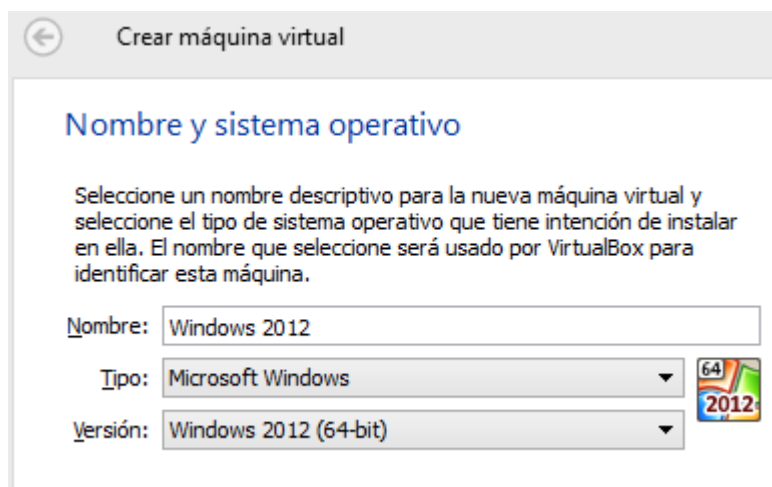 Crear máquina virtual
Nombre y sistema operativo
Seleccione un nombre descriptivo para la nueva máquina virtual y
seleccione el tipo de sistema operativo que tiene intención de instalar
en ella. El nombre que seleccione será usado por VirtualBox para
identificar esta máquina.
Nombre: Windows 2012
Tipo: Microsoft Windows
64
2012
Versión: Windows 2012 (64-bit)